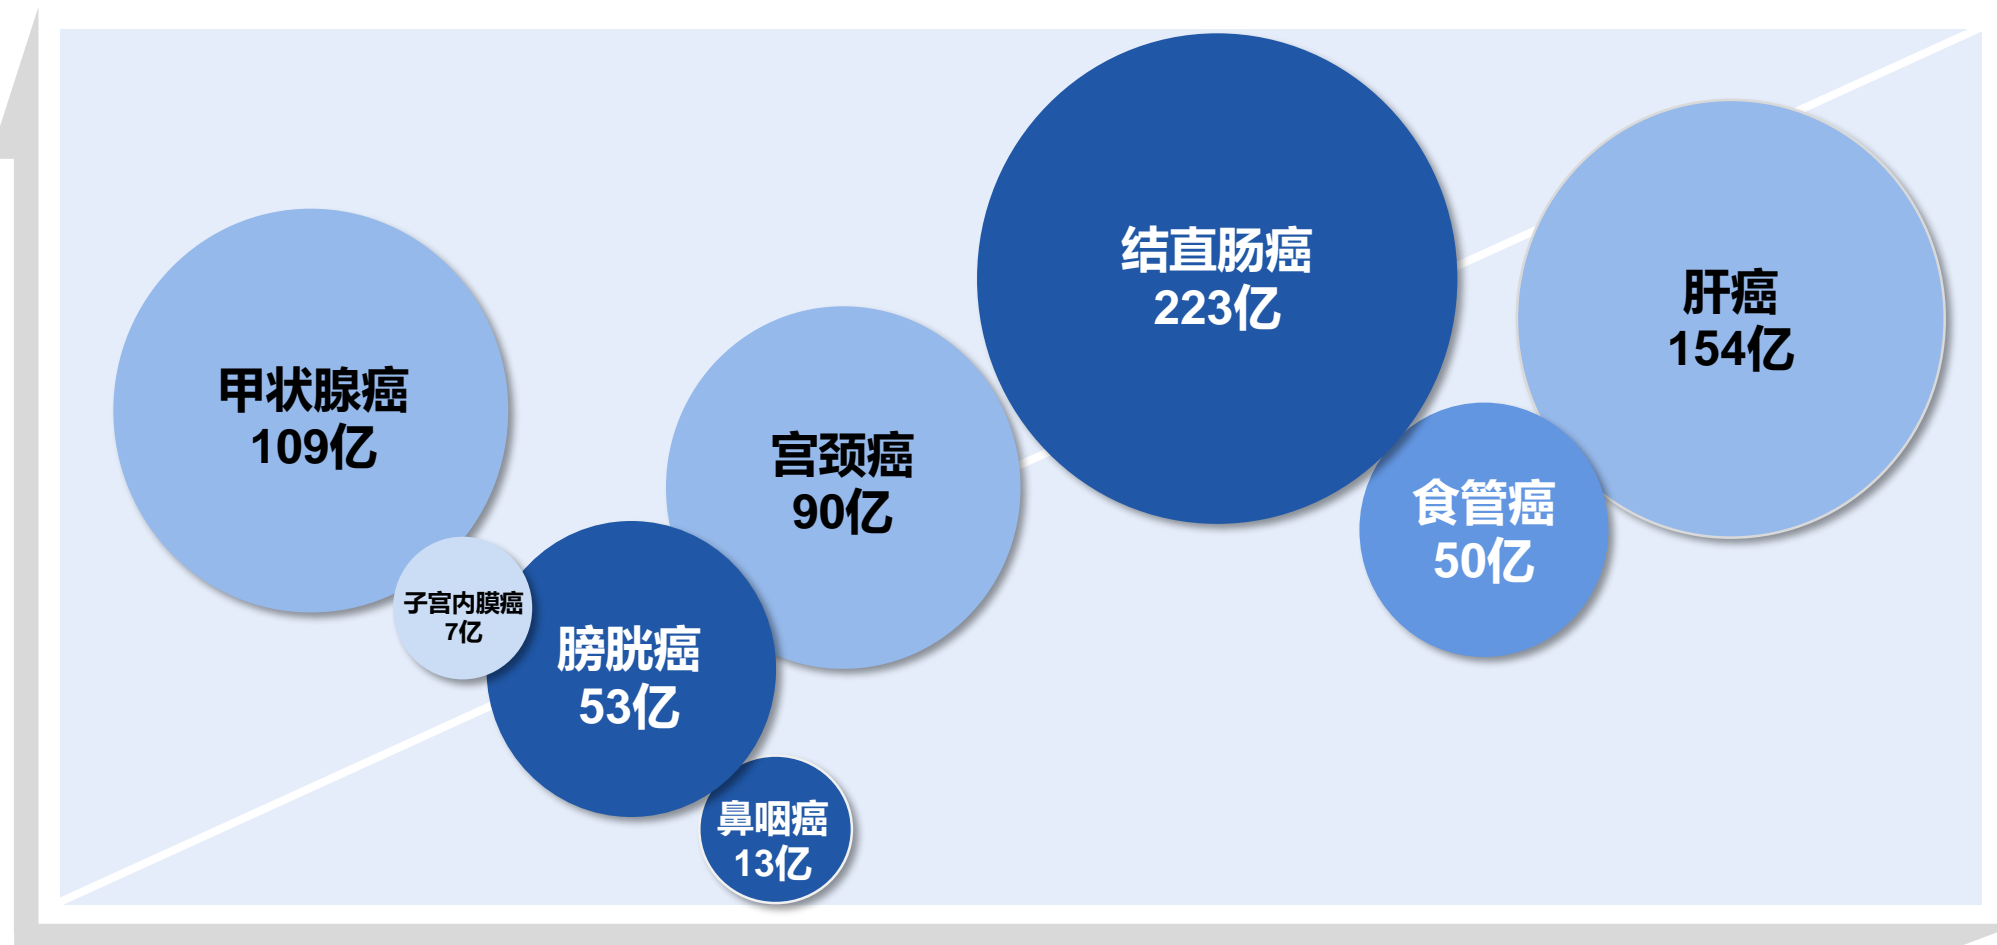 甲状腺癌
109亿
子宫内膜癌
7亿
膀胱癌
53亿
鼻咽癌
13亿
宫颈癌
90亿
结直肠癌
223亿
食管癌
50亿
肝癌
154亿